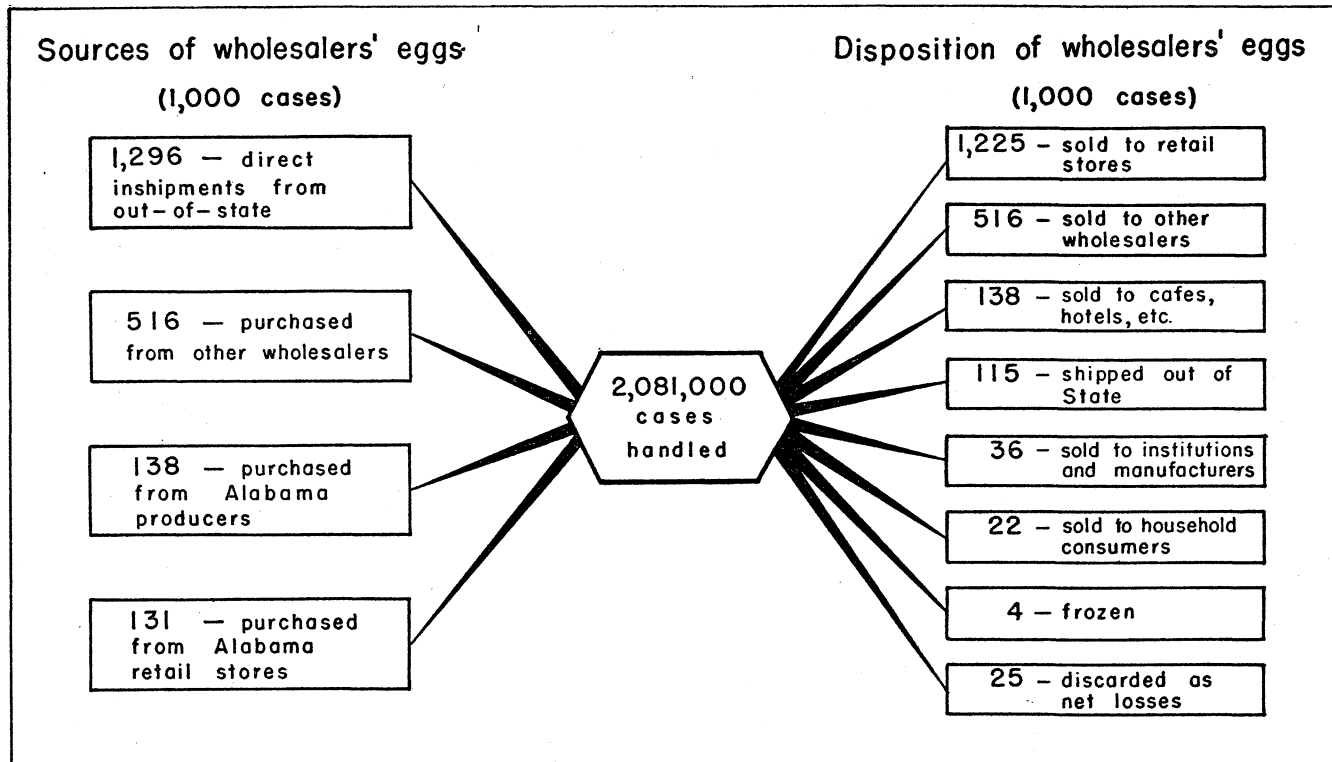 Sources of wholesalers' eggs
(1,000 cases)
1,296 — direct
inshipments from
out-of-state
516 — purchased
from other wholesalers
138 — purchased
from Alabama
producers
131 — purchased
from Alabama
retail stores
2,081,000
cases
handled
Disposition of wholesalers' eggs
(1,000 cases)
1,225 — sold to retail
stores
516 — sold to other
wholesalers
138 — sold to cafes,
hotels, etc.
115 — shipped out of
State
36 — sold to institutions
and manufacturers
22 — sold to household
consumers
4 — frozen
25 — discarded as
net losses